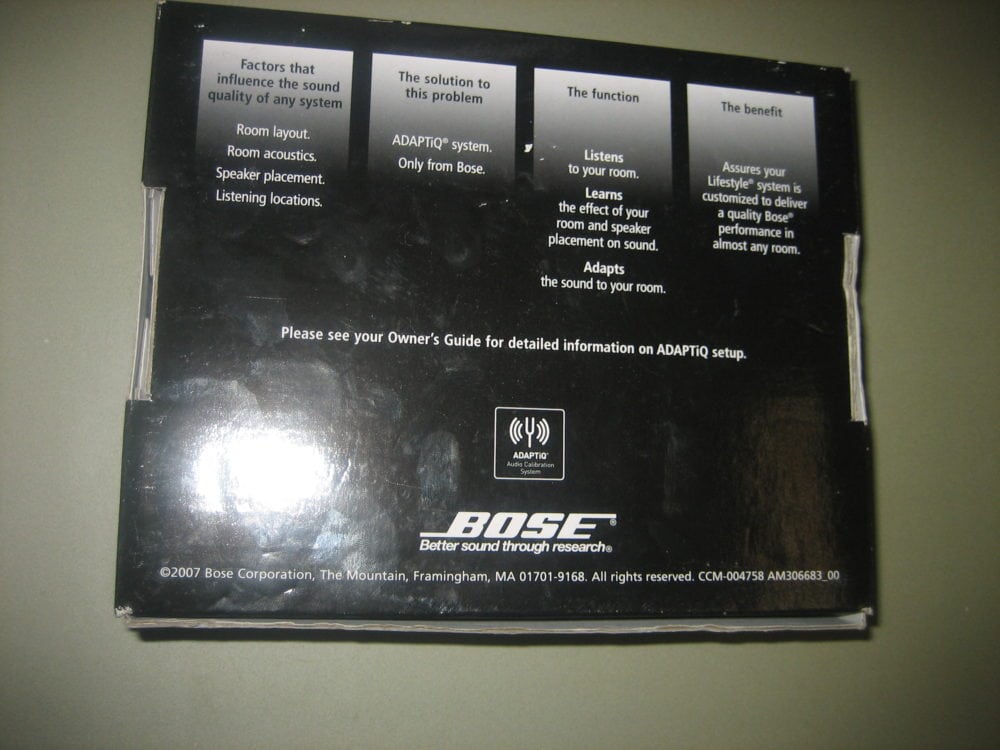 Factors that
influence the sound
quality of any system
Room layout.
Room acoustics.
Speaker placement.
Listening locations.
The solution to
this problem
ADAPTiQ® system.
Only from Bose.
The function
Listens
to your room.
Learns
the effect of your
room and speaker
placement on sound.
Adapts
the sound to your room.
The benefit
Assures your
Lifestyle® system is
customized to deliver
a quality Bose®
performance in
almost any room.
Please see your Owner's Guide for detailed information on ADAPTiQ setup.
ADAPTiQ™
Audio Calibration
System
BOSE®
Better sound through research®
©2007 Bose Corporation, The Mountain, Framingham, MA 01701-9168. All rights reserved. CCM-004758 AM306683_00